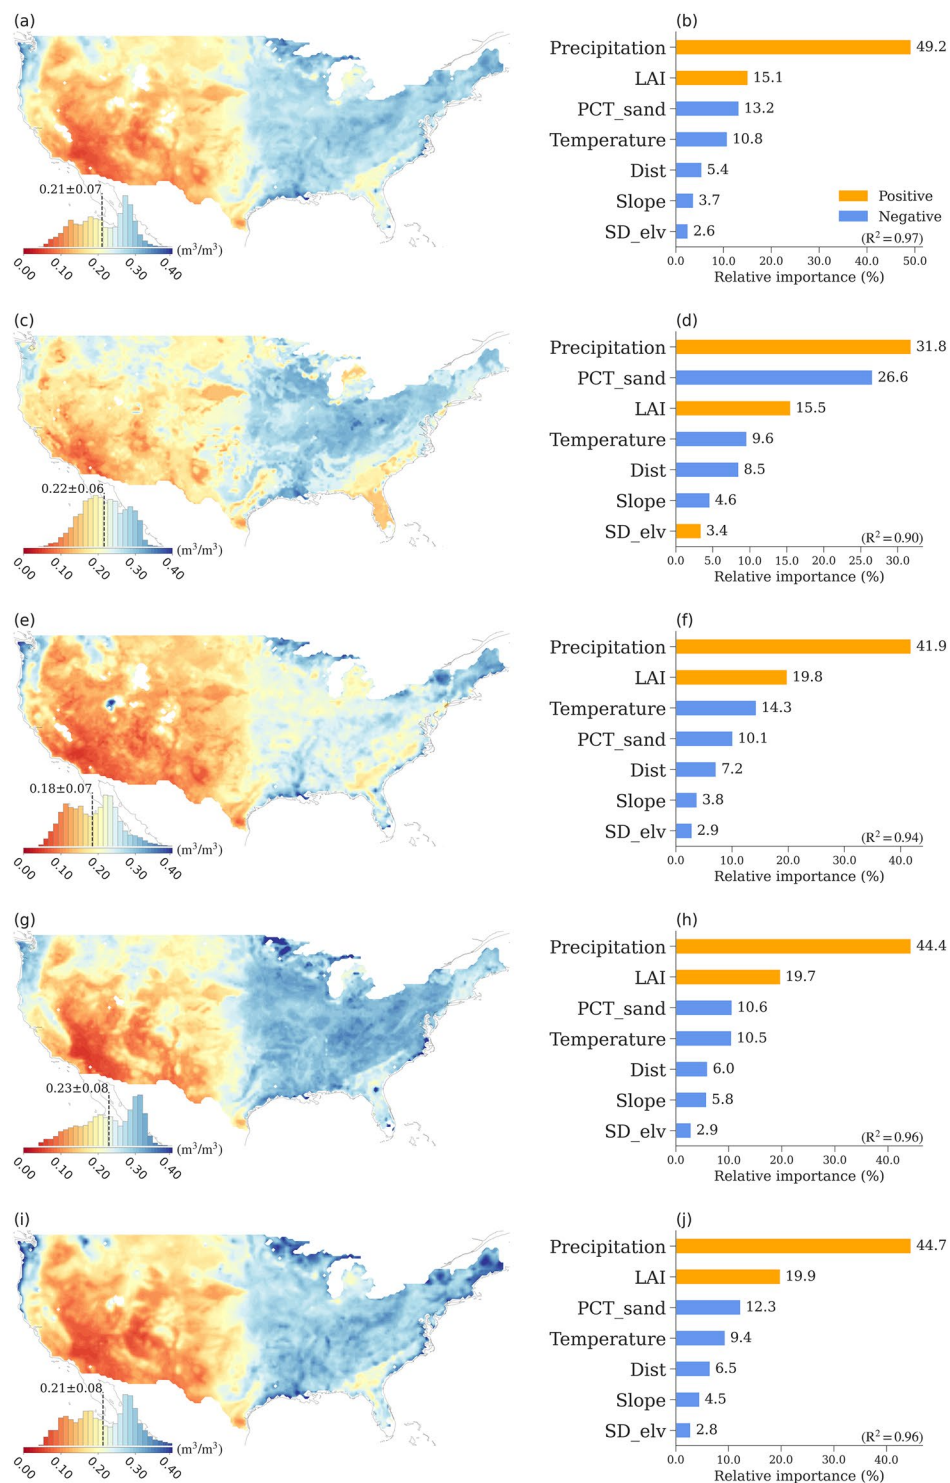 (a)
0.21±0.07
(m³/m³)
0.00 0.10 0.20 0.30 0.40
(b)
Precipitation 49.2
LAI 15.1
PCT_sand 13.2
Temperature 10.8
Dist 5.4
Slope 3.7
SD_elv 2.6
Positive
Negative
(R²=0.97)
0.0 10.0 20.0 30.0 40.0 50.0
Relative importance (%)
(c)
0.22±0.06
(m³/m³)
0.00 0.10 0.20 0.30 0.40
(d)
Precipitation 31.8
PCT_sand 26.6
LAI 15.5
Temperature 9.6
Dist 8.5
Slope 4.6
SD_elv 3.4
(R²=0.90)
0.0 5.0 10.0 15.0 20.0 25.0 30.0
Relative importance (%)
(e)
0.18±0.07
(m³/m³)
0.00 0.10 0.20 0.30 0.40
(f)
Precipitation 41.9
LAI 19.8
Temperature 14.3
PCT_sand 10.1
Dist 7.2
Slope 3.8
SD_elv 2.9
(R²=0.94)
0.0 10.0 20.0 30.0 40.0
Relative importance (%)
(g)
0.23±0.08
(m³/m³)
0.00 0.10 0.20 0.30 0.40
(h)
Precipitation 44.4
LAI 19.7
PCT_sand 10.6
Temperature 10.5
Dist 6.0
Slope 5.8
SD_elv 2.9
(R²=0.96)
0.0 10.0 20.0 30.0 40.0
Relative importance (%)
(i)
0.21±0.08
(m³/m³)
0.00 0.10 0.20 0.30 0.40
(j)
Precipitation 44.7
LAI 19.9
PCT_sand 12.3
Temperature 9.4
Dist 6.5
Slope 4.5
SD_elv 2.8
(R²=0.96)
0.0 10.0 20.0 30.0 40.0
Relative importance (%)